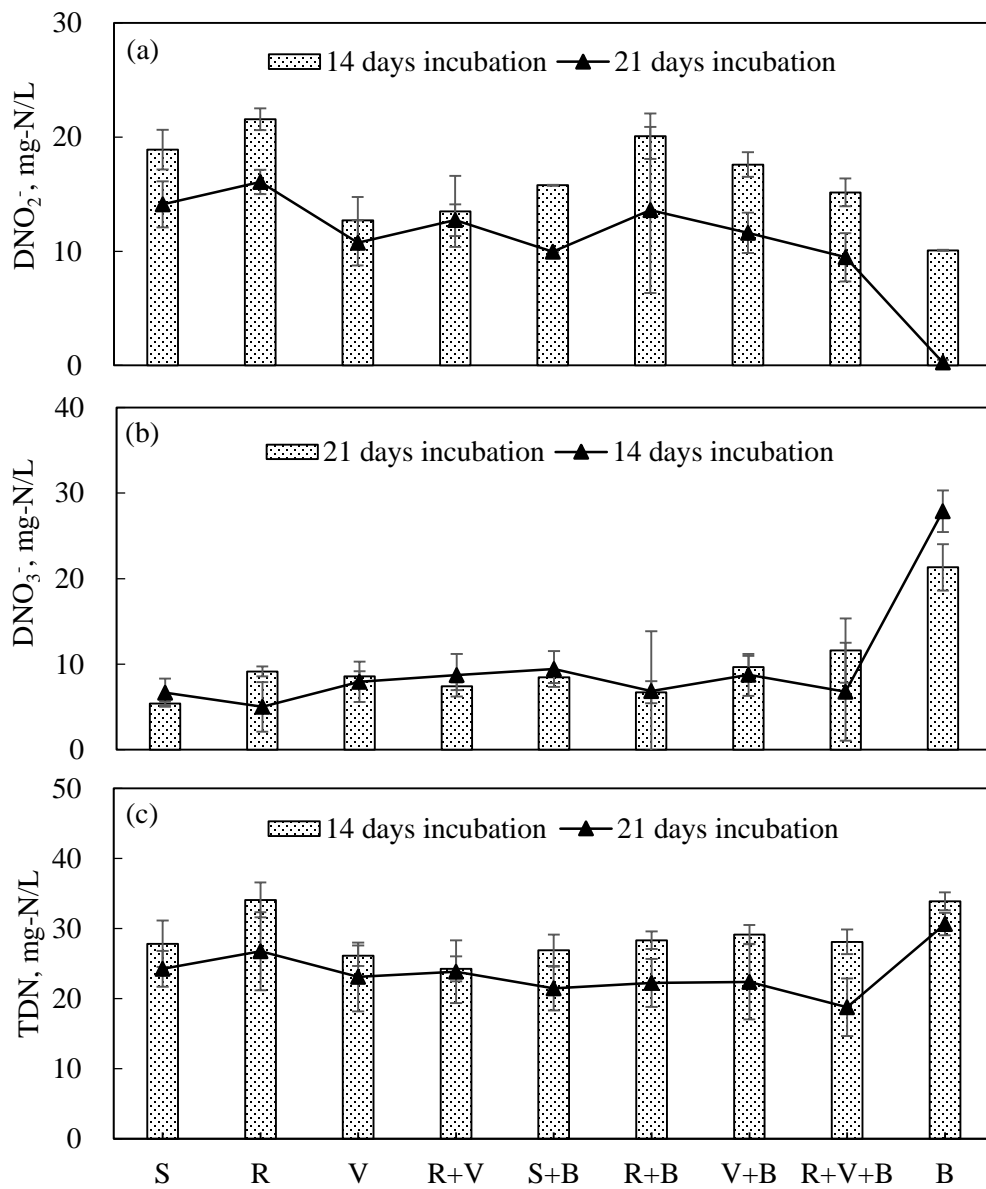 (a)
14 days incubation 21 days incubation
DNO₂⁻, mg-N/L
30
20
10
0
(b)
21 days incubation 14 days incubation
DNO₃⁻, mg-N/L
40
30
20
10
0
(c)
14 days incubation 21 days incubation
TDN, mg-N/L
50
40
30
20
10
0
S R V R+V S+B R+B V+B R+V+B B